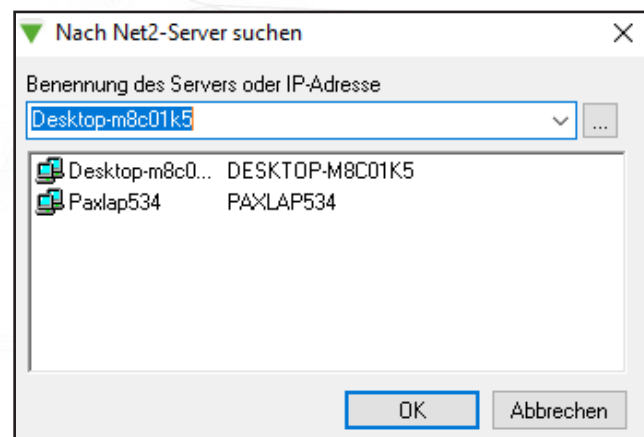 Nach Net2-Server suchen
Benennung des Servers oder IP-Adresse
Desktop-m8c01k5
...
Desktop-m8c0... DESKTOP-M8C01K5
Paxlap534 PAXLAP534
OK Abbrechen